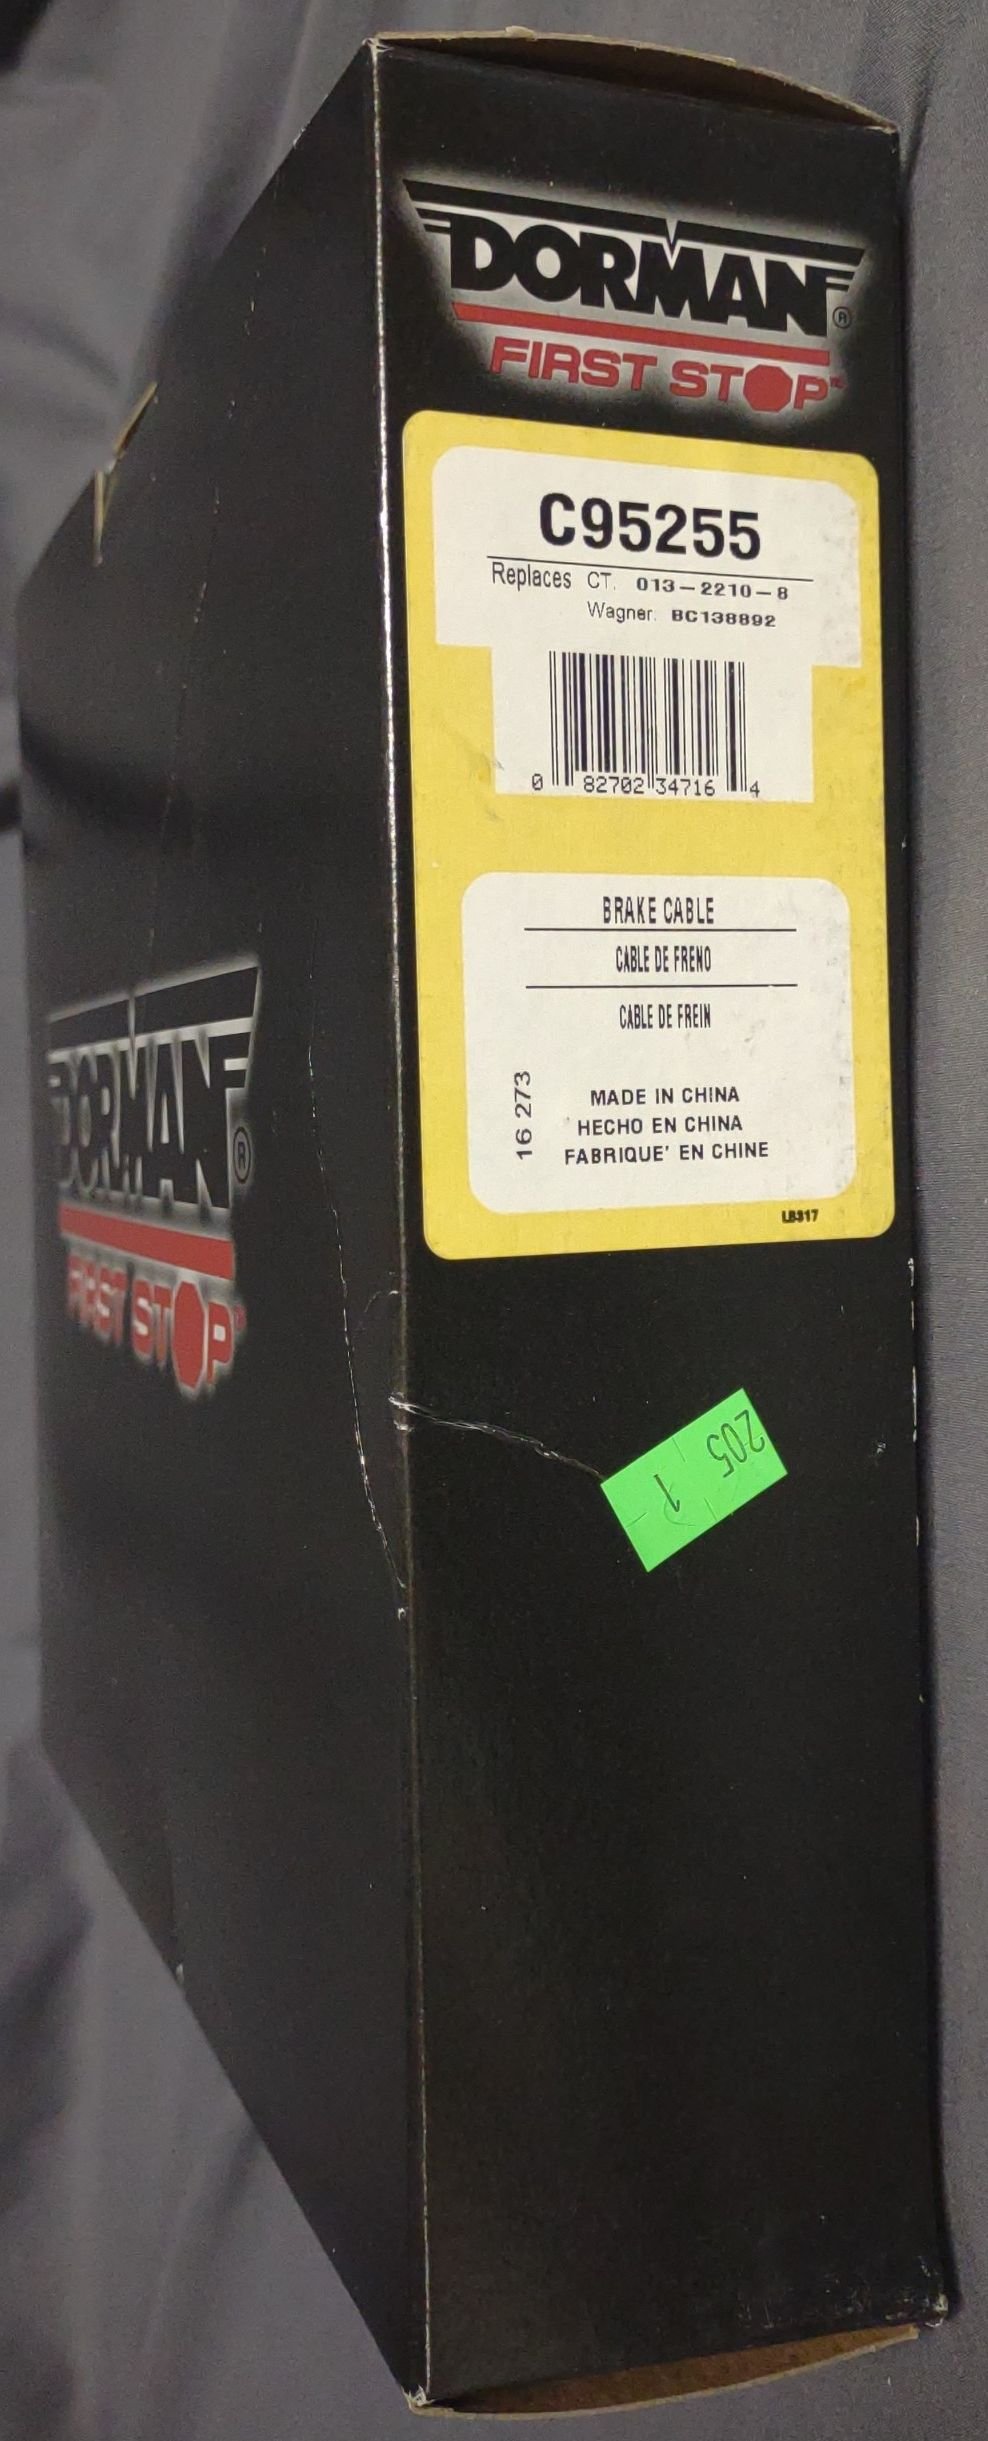 DORMAN®
FIRST STOP™
C95255
Replaces CT. 013-2210-8
Wagner. BC138892
0 82702 34716 4
BRAKE CABLE
CABLE DE FRENO
CABLE DE FREIN
16 273
MADE IN CHINA
HECHO EN CHINA
FABRIQUE' EN CHINE
LB317
205
1
DORMAN®
FIRST STOP™